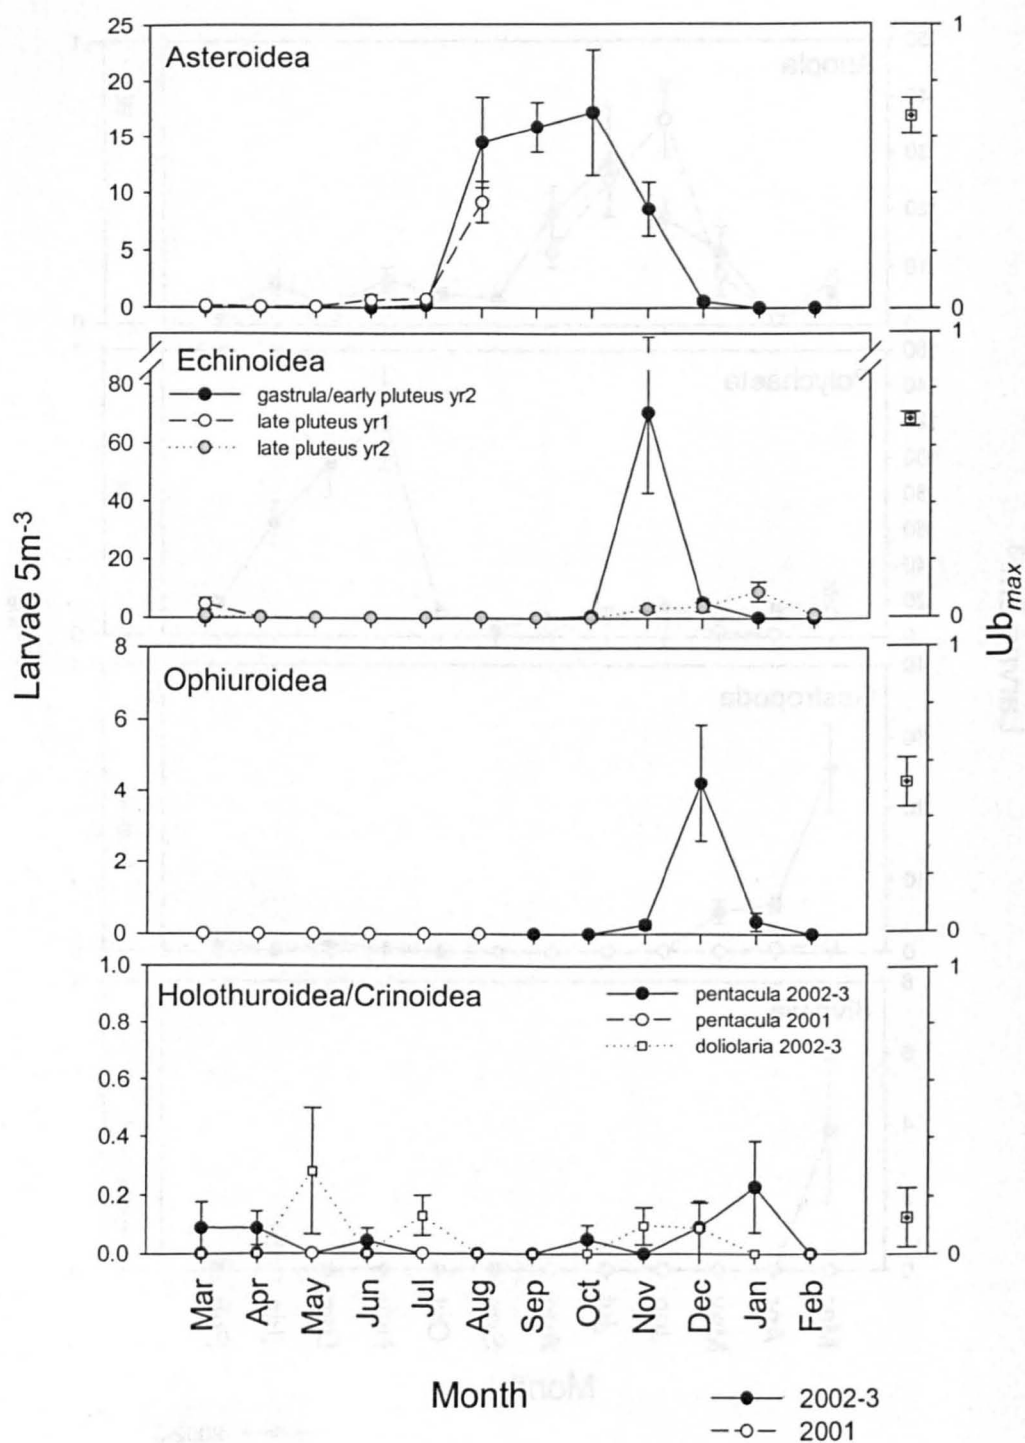 25
20
15
10
5
0
Asteroidea
1
0
80
60
40
20
0
Echinoidea
gastrula/early pluteus yr2
late pluteus yr1
late pluteus yr2
1
0
Larvae 5m-3
Ub max
8
6
4
2
0
Ophiuroidea
1
0
1.0
0.8
0.6
0.4
0.2
0.0
Holothuroidea/Crinoidea
pentacula 2002-3
pentacula 2001
doliolaria 2002-3
1
0
Mar Apr May Jun Jul Aug Sep Oct Nov Dec Jan Feb
Month
2002-3
2001